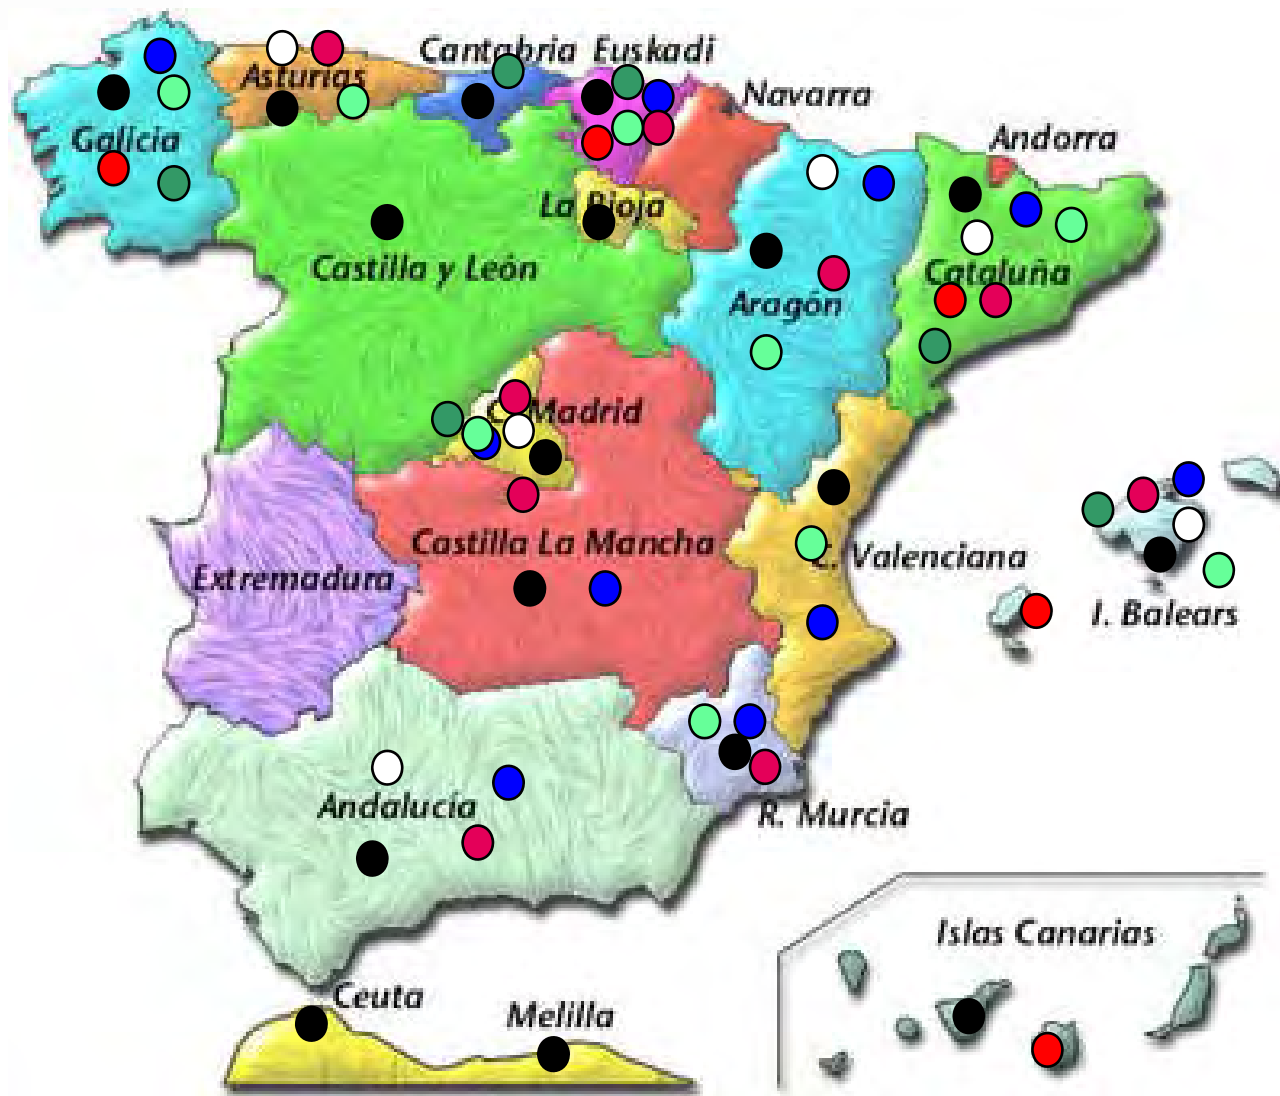 Cantabria Euskadi
Asturias
Navarra
Andorra
Galicia
La Rioja
Castilla y León
Cataluña
Aragón
C. Madrid
Castilla La Mancha
C. Valenciana
Extremadura
I. Balears
Andalucía
R. Murcia
Islas Canarias
Ceuta
Melilla